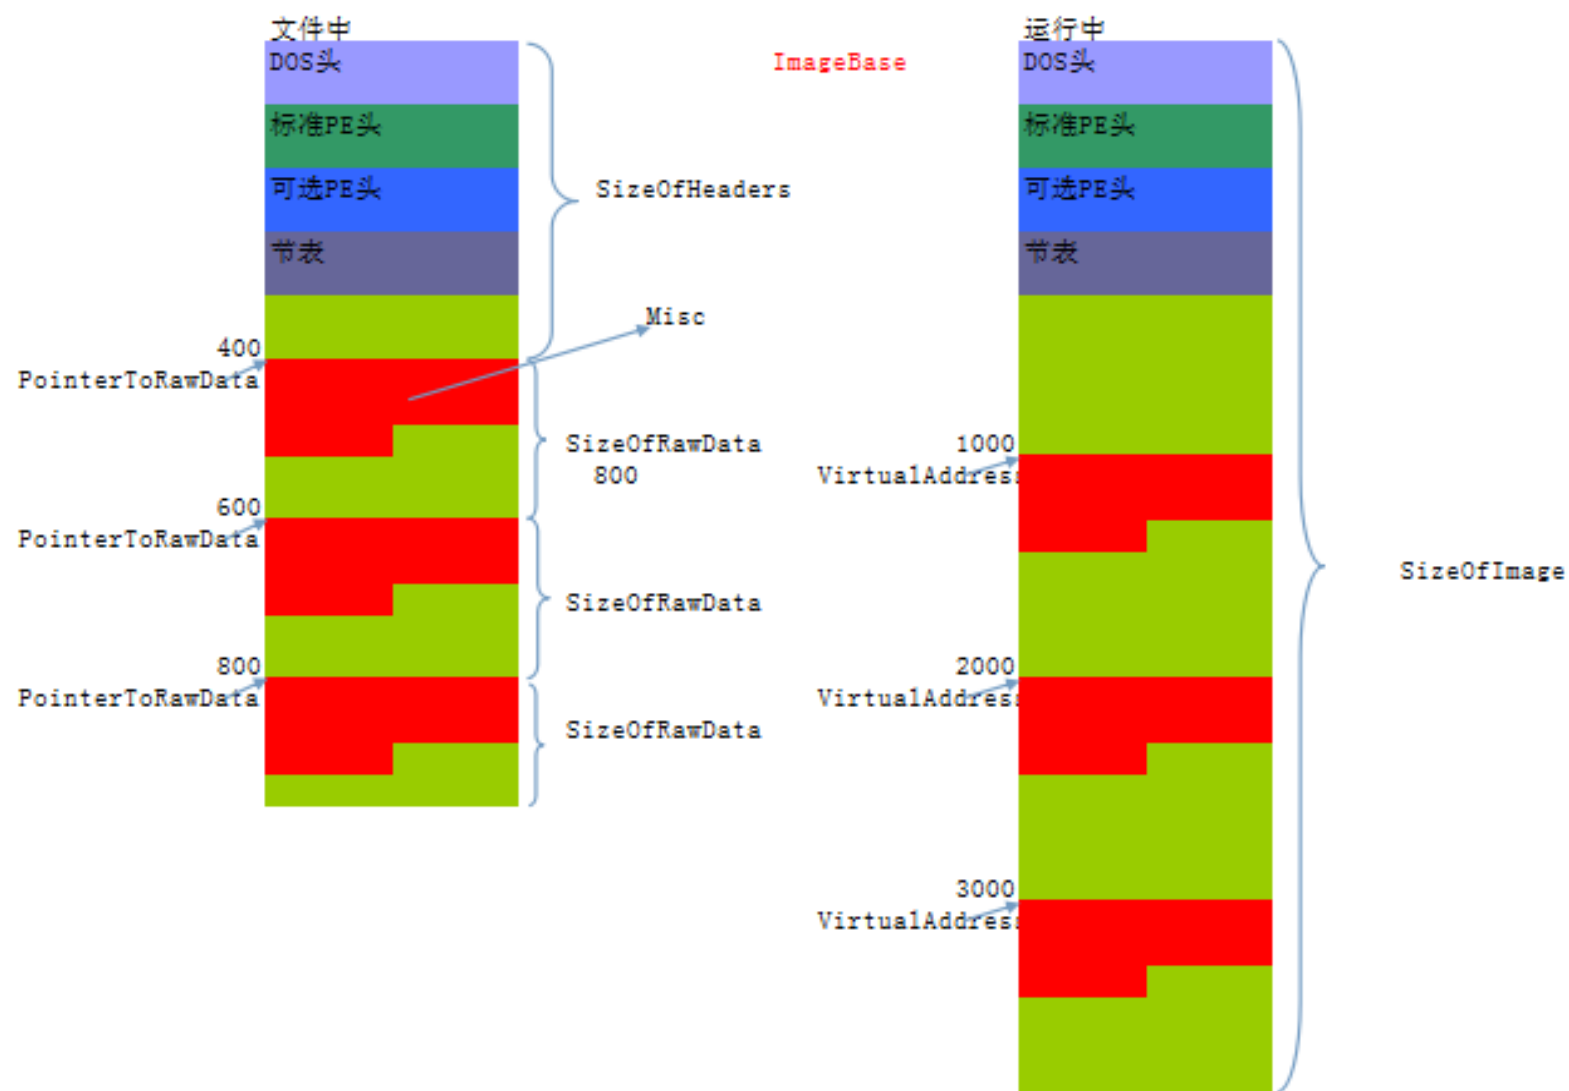 文件中
运行中
DOS头
ImageBase
DOS头
标准PE头
标准PE头
可选PE头
SizeOfHeaders
可选PE头
节表
节表
Misc
400
PointerToRawData
SizeOfRawData
800
1000
VirtualAddress
600
PointerToRawData
SizeOfImage
SizeOfRawData
800
PointerToRawData
2000
VirtualAddress
SizeOfRawData
3000
VirtualAddress